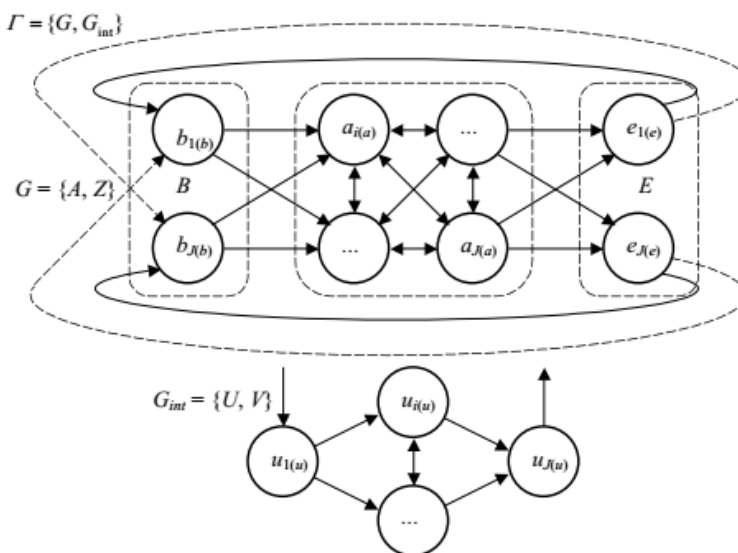 Γ = {G, G_int}
b_1(b) a_i(a) ... e_1(e)
G = {A, Z} B E
b_J(b) ... a_J(a) e_J(e)
G_int = {U, V} u_i(u)
u_1(u) u_J(u)
...